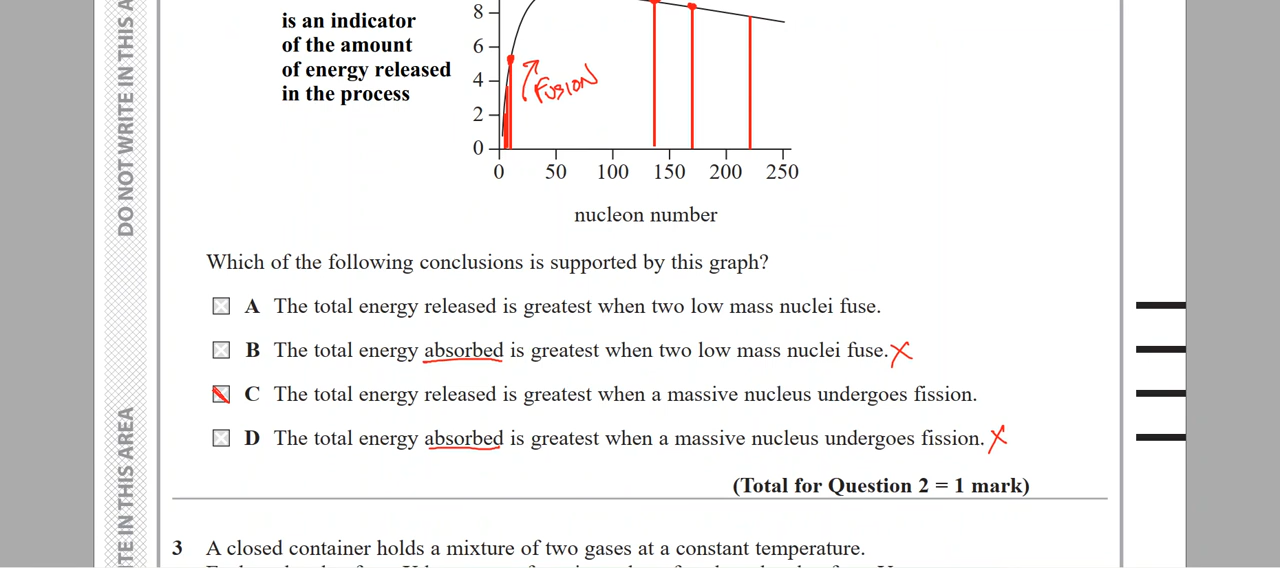 is an indicator
of the amount
of energy released
in the process
8
6
4
2
0
FUSION
0 50 100 150 200 250
nucleon number
DO NOT WRITE IN THIS A
Which of the following conclusions is supported by this graph?
A The total energy released is greatest when two low mass nuclei fuse.
B The total energy absorbed is greatest when two low mass nuclei fuse. X
C The total energy released is greatest when a massive nucleus undergoes fission.
D The total energy absorbed is greatest when a massive nucleus undergoes fission. X
(Total for Question 2 = 1 mark)
TE IN THIS AREA
3 A closed container holds a mixture of two gases at a constant temperature.